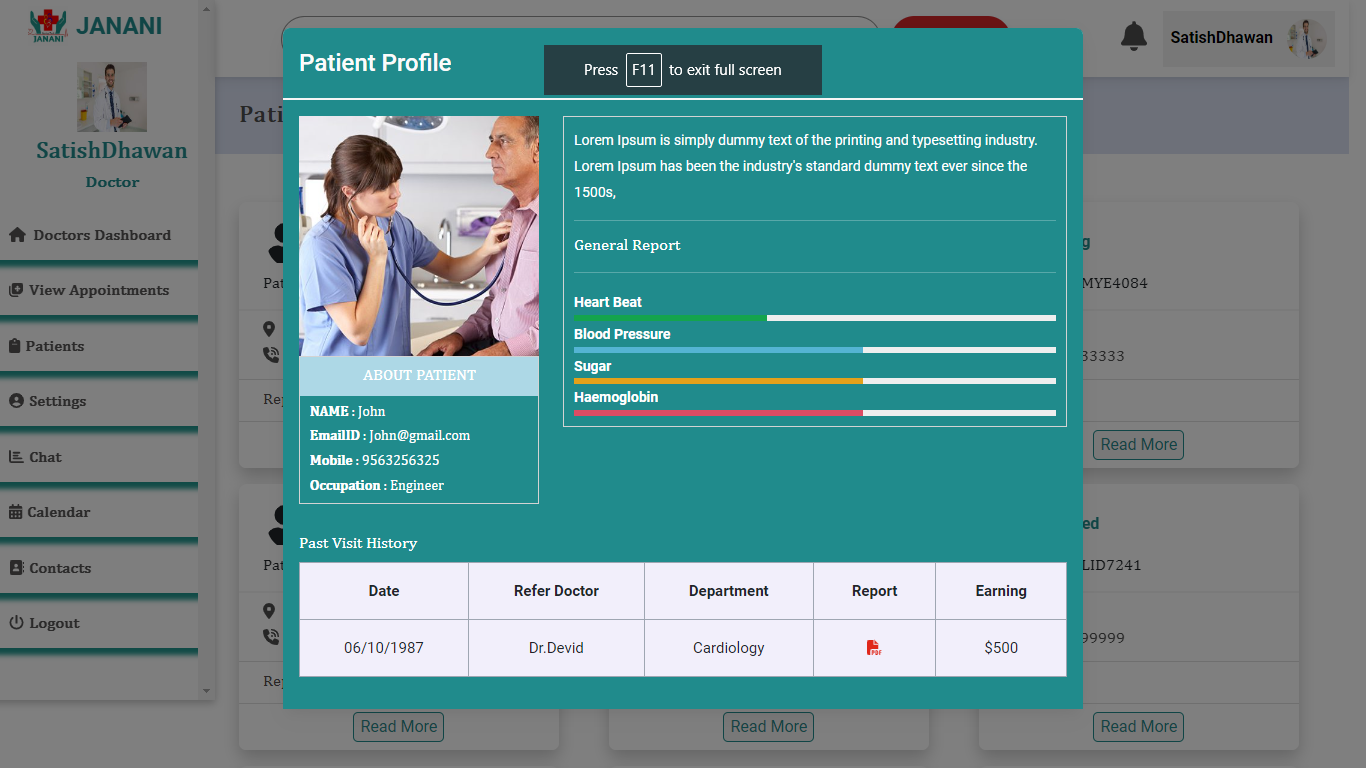 JANANI
JANANI
SatishDhawan
SatishDhawan
Doctor
Doctors Dashboard
View Appointments
Patients
Settings
Chat
Calendar
Contacts
Logout
Patient Profile
Press F11 to exit full screen
Lorem Ipsum is simply dummy text of the printing and typesetting industry.
Lorem Ipsum has been the industry's standard dummy text ever since the
1500s,
General Report
Heart Beat
Blood Pressure
Sugar
Haemoglobin
ABOUT PATIENT
NAME : John
EmailID : John@gmail.com
Mobile : 9563256325
Occupation : Engineer
Past Visit History
Date Refer Doctor Department Report Earning
06/10/1987 Dr.Devid Cardiology PDF $500
MYE4084
33333
Read More
ed
LID7241
99999
Read More Read More Read More